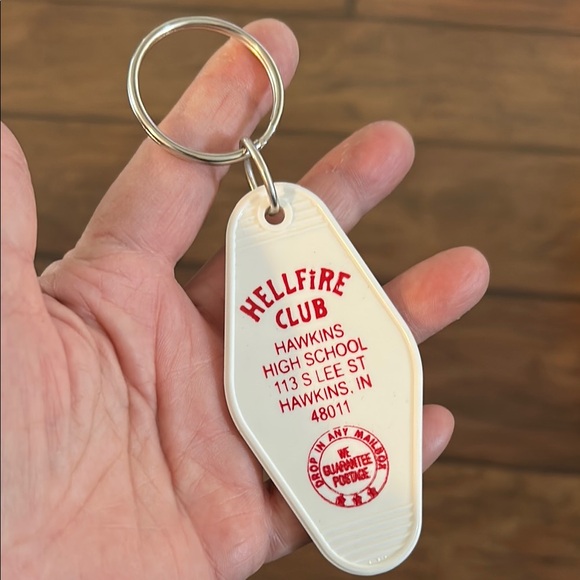 HELLFiRE
CLUB
HAWKINS
HIGH SCHOOL
113 S LEE ST
HAWKINS, IN
48011
DROP IN ANY MAILBOX
WE
GUARANTEE
POSTAGE